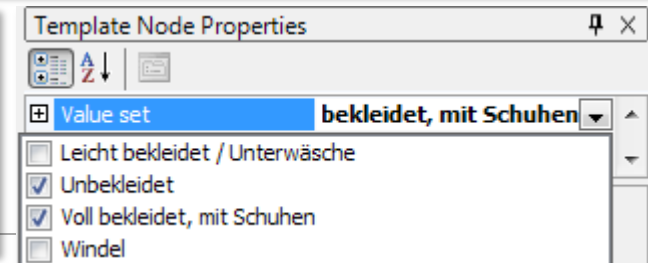 Template Node Properties
A
Z
Value set bekleidet, mit Schuhen
Leicht bekleidet / Unterwäsche
Unbekleidet
Voll bekleidet, mit Schuhen
Windel